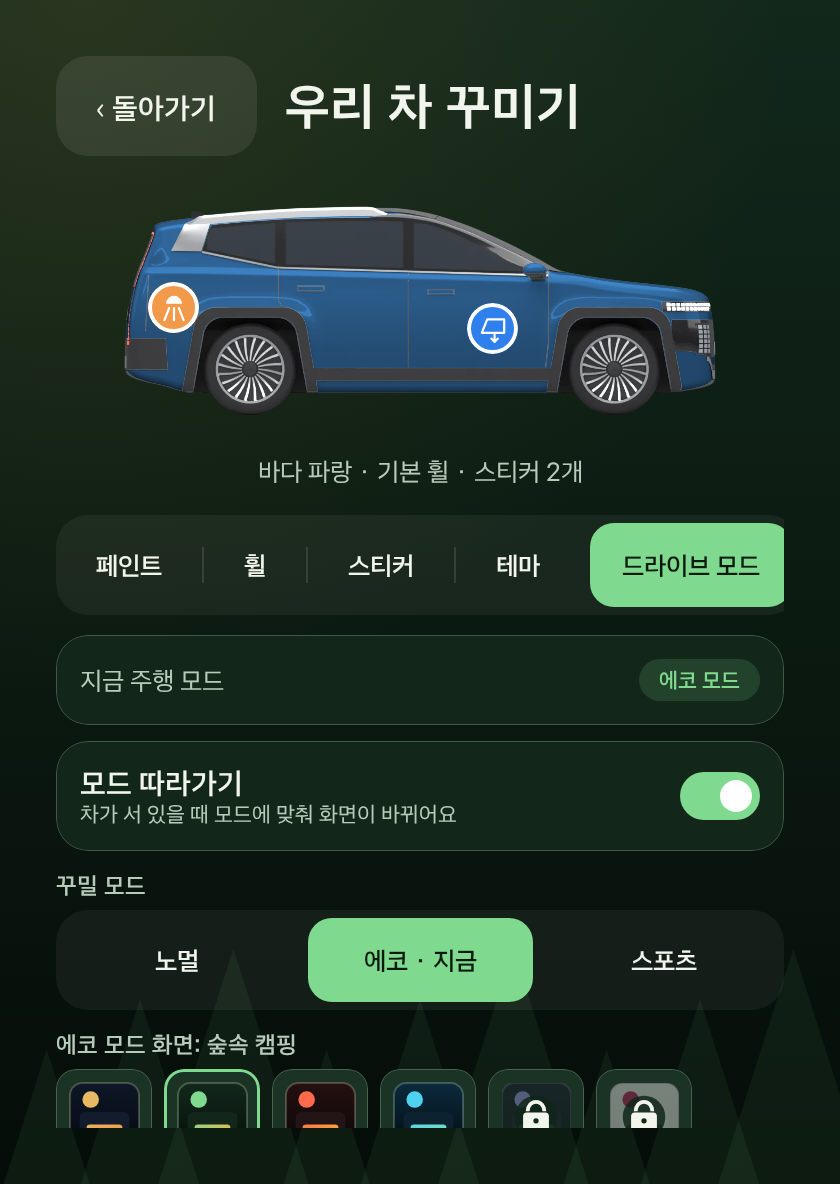 ‹ 돌아가기
우리 차 꾸미기
바다 파랑 · 기본 휠 · 스티커 2개
페인트
휠
스티커
테마
드라이브 모드
지금 주행 모드
에코 모드
모드 따라가기
차가 서 있을 때 모드에 맞춰 화면이 바뀌어요
꾸밀 모드
노멀
에코 · 지금
스포츠
에코 모드 화면: 숲속 캠핑